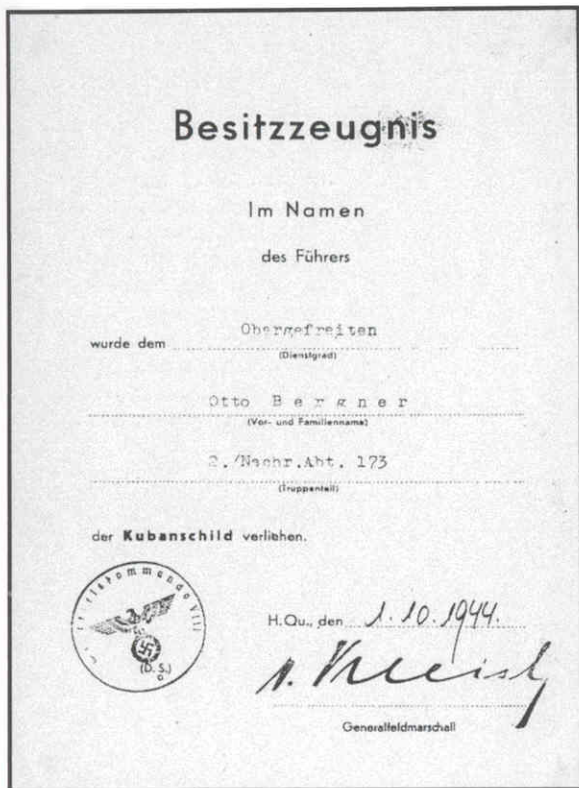 Besitzzeugnis
Im Namen
des Führers
wurde dem Obergefreiten
(Dienstgrad)
Otto Bergner
(Vor- und Familienname)
2./Nachr.Abt. 173
(Truppenteil)
der Kubanschild verliehen.
(D. S.)
H.Qu., den 1.10.1944.
v. Kleist
Generalfeldmarschall